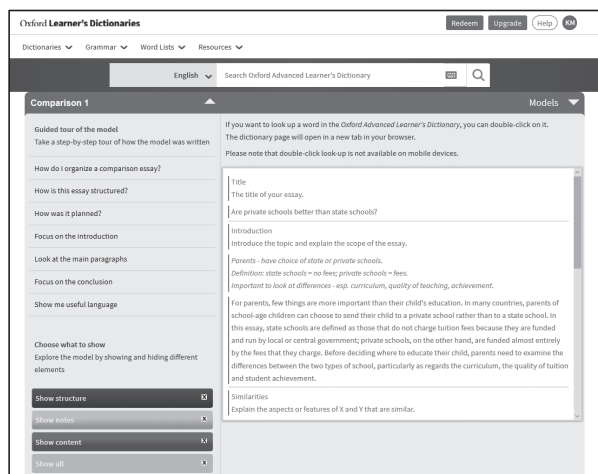 Oxford Learner's Dictionaries
Redeem
Upgrade
Help
KM
Dictionaries
Grammar
Word Lists
Resources
English
Search Oxford Advanced Learner's Dictionary
Comparison 1
Models
Guided tour of the model
Take a step-by-step tour of how the model was written
How do I organize a comparison essay?
How is this essay structured?
How was it planned?
Focus on the introduction
Look at the main paragraphs
Focus on the conclusion
Show me useful language
Choose what to show
Explore the model by showing and hiding different
elements
Show structure
X
Show notes
X
Show content
X
Show all
X
If you want to look up a word in the Oxford Advanced Learner's Dictionary, you can double-click on it.
The dictionary page will open in a new tab in your browser.
Please note that double-click look-up is not available on mobile devices.
Title
The title of your essay.
Are private schools better than state schools?
Introduction
Introduce the topic and explain the scope of the essay.
Parents - have choice of state or private schools.
Definition: state schools = no fees; private schools = fees.
Important to look at differences - esp. curriculum, quality of teaching, achievement.
For parents, few things are more important than their child's education. In many countries, parents of
school-age children can choose to send their child to a private school rather than to a state school. In
this essay, state schools are defined as those that do not charge tuition fees because they are funded
and run by local or central government; private schools, on the other hand, are funded almost entirely
by the fees that they charge. Before deciding where to educate their child, parents need to examine the
differences between the two types of school, particularly as regards the curriculum, the quality of tuition
and student achievement.
Similarities
Explain the aspects or features of X and Y that are similar.